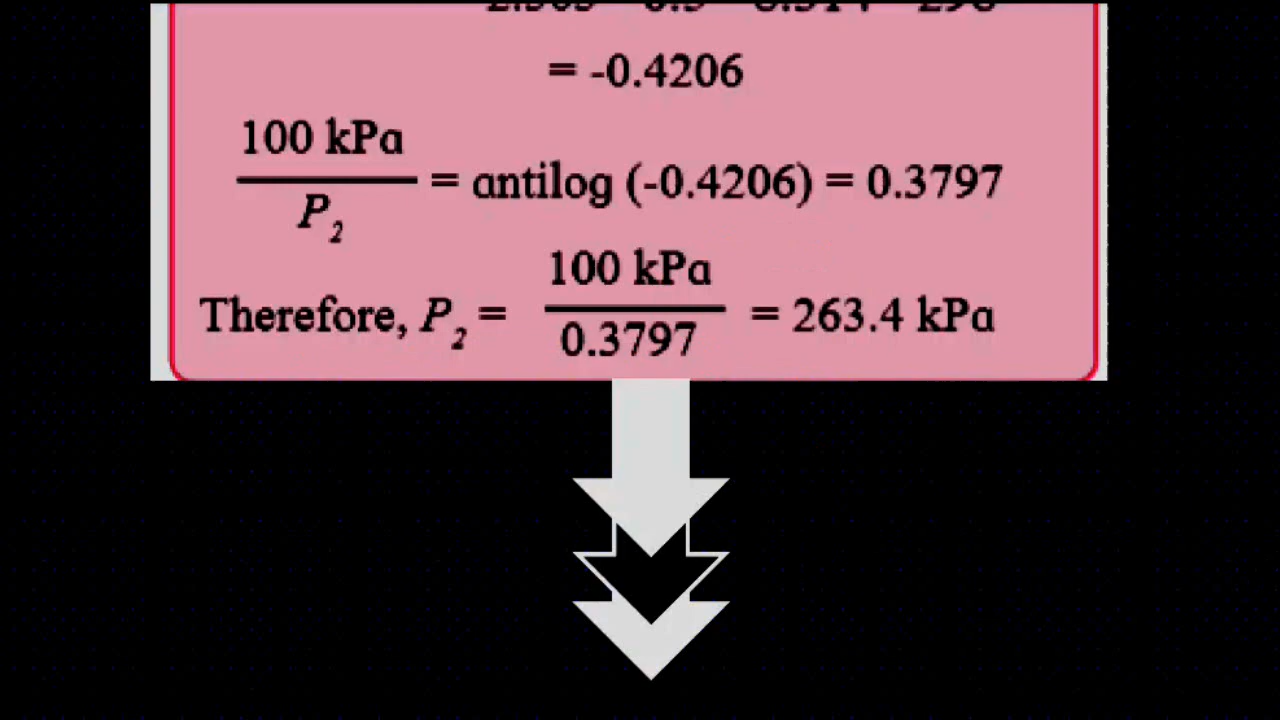 = -0.4206
100 kPa
P2
= antilog (-0.4206) = 0.3797
100 kPa
Therefore, P2 =
= 263.4 kPa
0.3797